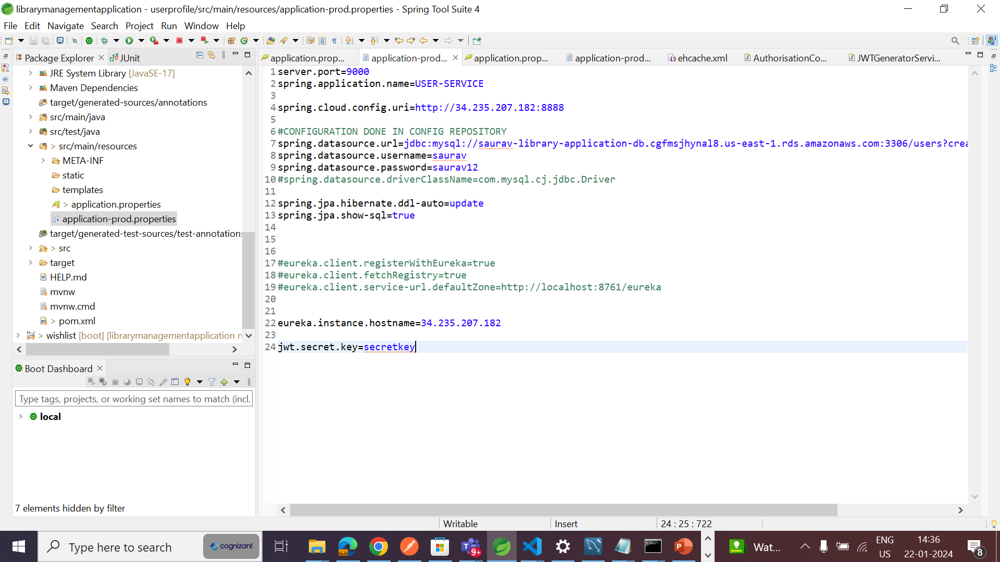 librarymanagementapplication - userprofile/src/main/resources/application-prod.properties - Spring Tool Suite 4
File Edit Navigate Search Project Run Window Help
Package Explorer
JUnit
JRE System Library [JavaSE-17]
Maven Dependencies
target/generated-sources/annotations
src/main/java
src/test/java
> src/main/resources
META-INF
static
templates
> application.properties
application-prod.properties
target/generated-test-sources/test-annotations
> src
target
HELP.md
mvnw
mvnw.cmd
> pom.xml
> wishlist [boot] [librarymanagementapplication
Boot Dashboard
Type tags, projects, or working set names to match (incl.
local
7 elements hidden by filter
application.prop...
application-prod...
application.prop...
application-prod...
ehcache.xml
AuthorisationCo...
JWTGeneratorServi...
1 server.port=9000
2 spring.application.name=USER-SERVICE
3
4 spring.cloud.config.uri=http://34.235.207.182:8888
5
6 #CONFIGURATION DONE IN CONFIG REPOSITORY
7 spring.datasource.url=jdbc:mysql://saurav-library-application-db.cgfmsjhynal8.us-east-1.rds.amazonaws.com:3306/users?crea
8 spring.datasource.username=saurav
9 spring.datasource.password=saurav12
10 #spring.datasource.driverClassName=com.mysql.cj.jdbc.Driver
11
12 spring.jpa.hibernate.ddl-auto=update
13 spring.jpa.show-sql=true
14
15
16
17 #eureka.client.registerWithEureka=true
18 #eureka.client.fetchRegistry=true
19 #eureka.client.service-url.defaultZone=http://localhost:8761/eureka
20
21
22 eureka.instance.hostname=34.235.207.182
23
24 jwt.secret.key=secretkey
Writable
Insert
24 : 25 : 722
Type here to search
cognizant
9+
Wat...
ENG
US
14:36
22-01-2024
8